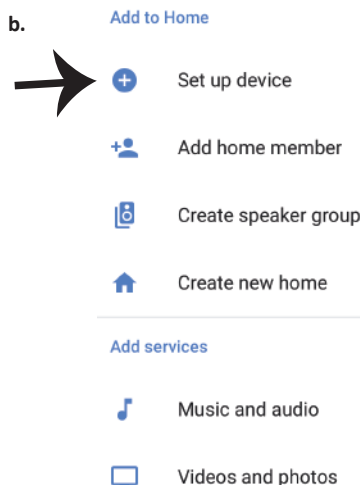 b.
Add to Home
Set up device
Add home member
Create speaker group
Create new home
Add services
Music and audio
Videos and photos